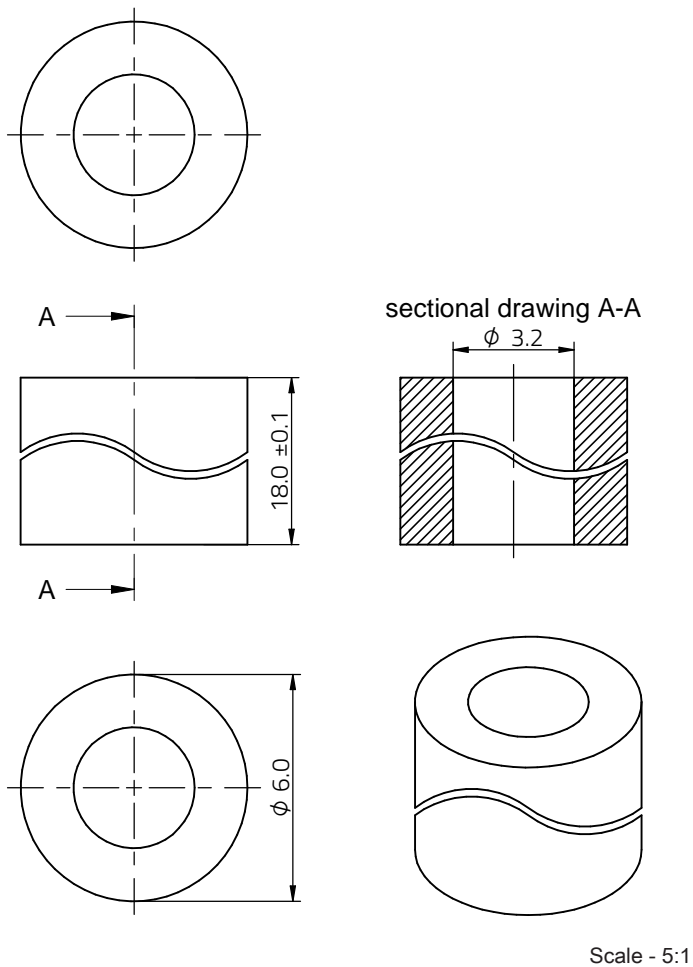 A
sectional drawing A-A
ϕ 3.2
18.0 ±0.1
A
ϕ 6.0
Scale - 5:1